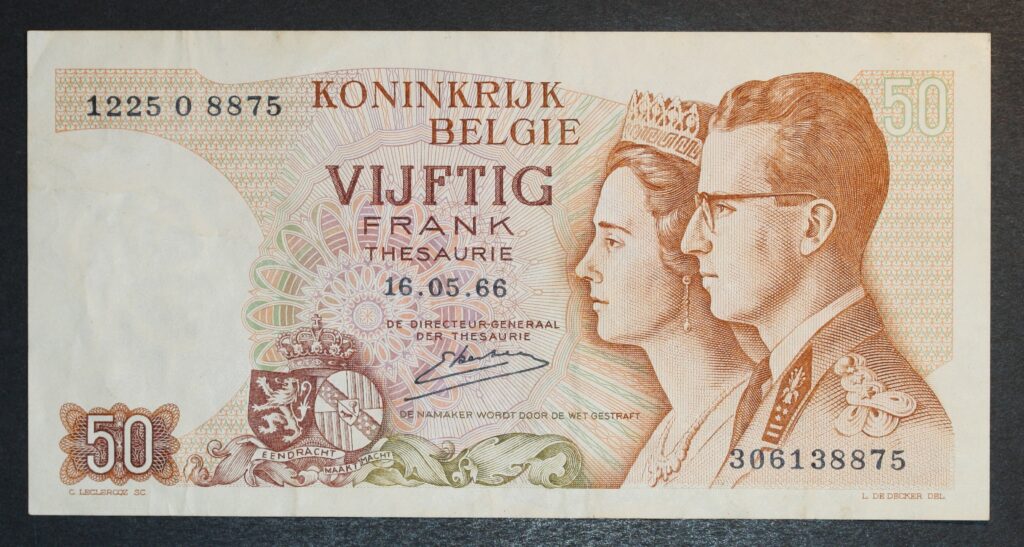 1225 O 8875
KONINKRIJK
BELGIE
50
VIJFTIG
FRANK
THESAURIE
16.05.66
DE DIRECTEUR-GENERAAL
DER THESAURIE
DE NAMAKER WORDT DOOR DE WET GESTRAFT
50
EENDRACHT
MAAKT MACHT
306138875
C. LECLERCQZ SC.
L. DE DECKER DEL.